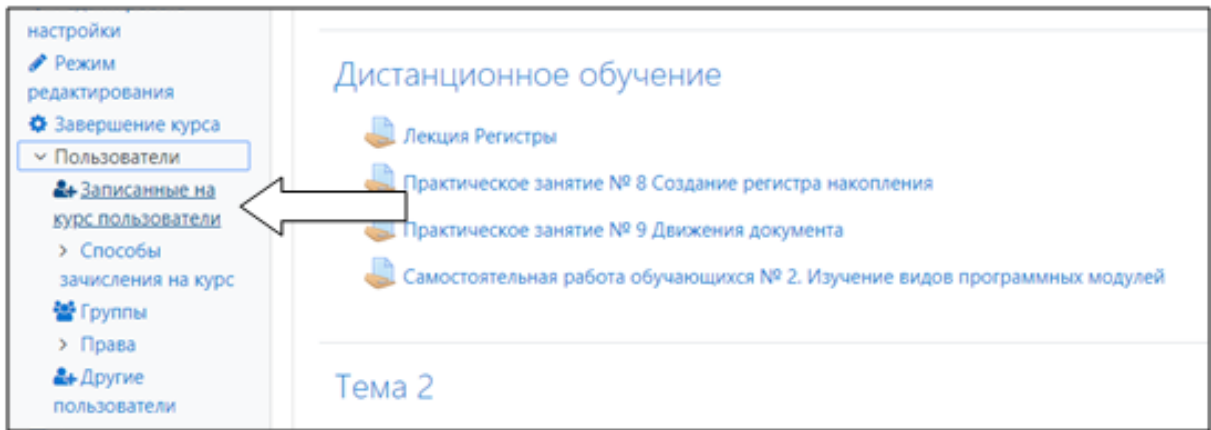 настройки
Режим
редактирования
Завершение курса
Пользователи
Записанные на
курс пользователи
Способы
зачисления на курс
Группы
Права
Другие
пользователи
Дистанционное обучение
Лекция Регистры
Практическое занятие № 8 Создание регистра накопления
Практическое занятие № 9 Движения документа
Самостоятельная работа обучающихся № 2. Изучение видов программных модулей
Тема 2